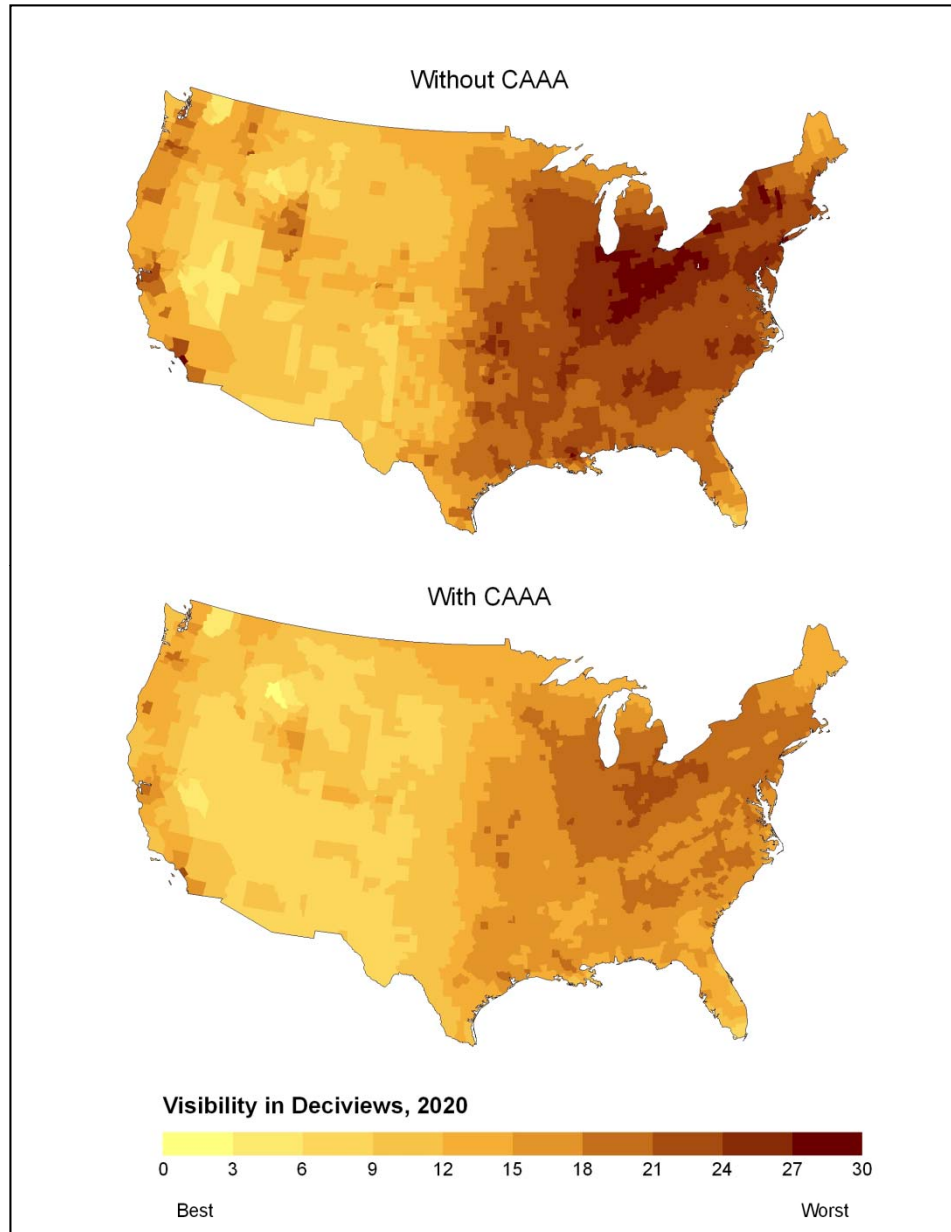 Without CAAA
With CAAA
Visibility in Deciviews, 2020
0 3 6 9 12 15 18 21 24 27 30
Best Worst